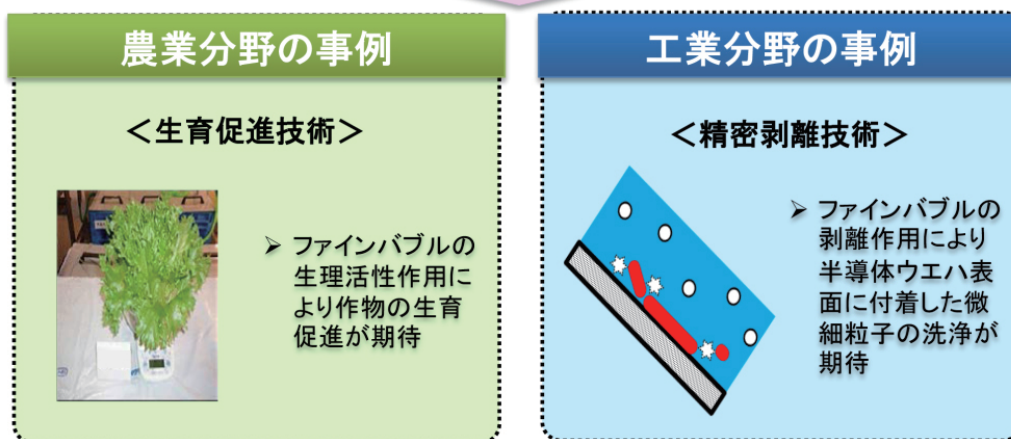 農業分野の事例
＜生育促進技術＞
➢ ファインバブルの
生理活性作用に
より作物の生育
促進が期待
工業分野の事例
＜精密剥離技術＞
➢ ファインバブルの
剥離作用により
半導体ウエハ表
面に付着した微
細粒子の洗浄が
期待